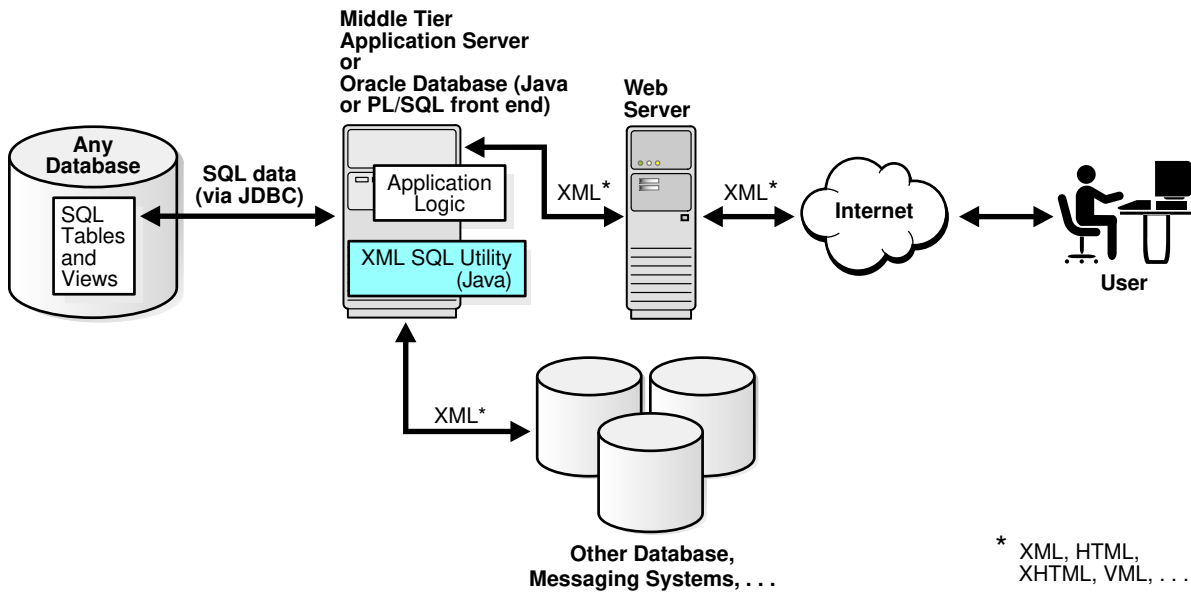 Middle Tier
Application Server
or
Oracle Database (Java
or PL/SQL front end)
Web
Server
Any
Database
SQL data
(via JDBC)
SQL
Tables
and
Views
Application
Logic
XML SQL Utility
(Java)
XML*
XML*
Internet
User
XML*
Other Database,
Messaging Systems, . . .
* XML, HTML,
XHTML, VML, . . .